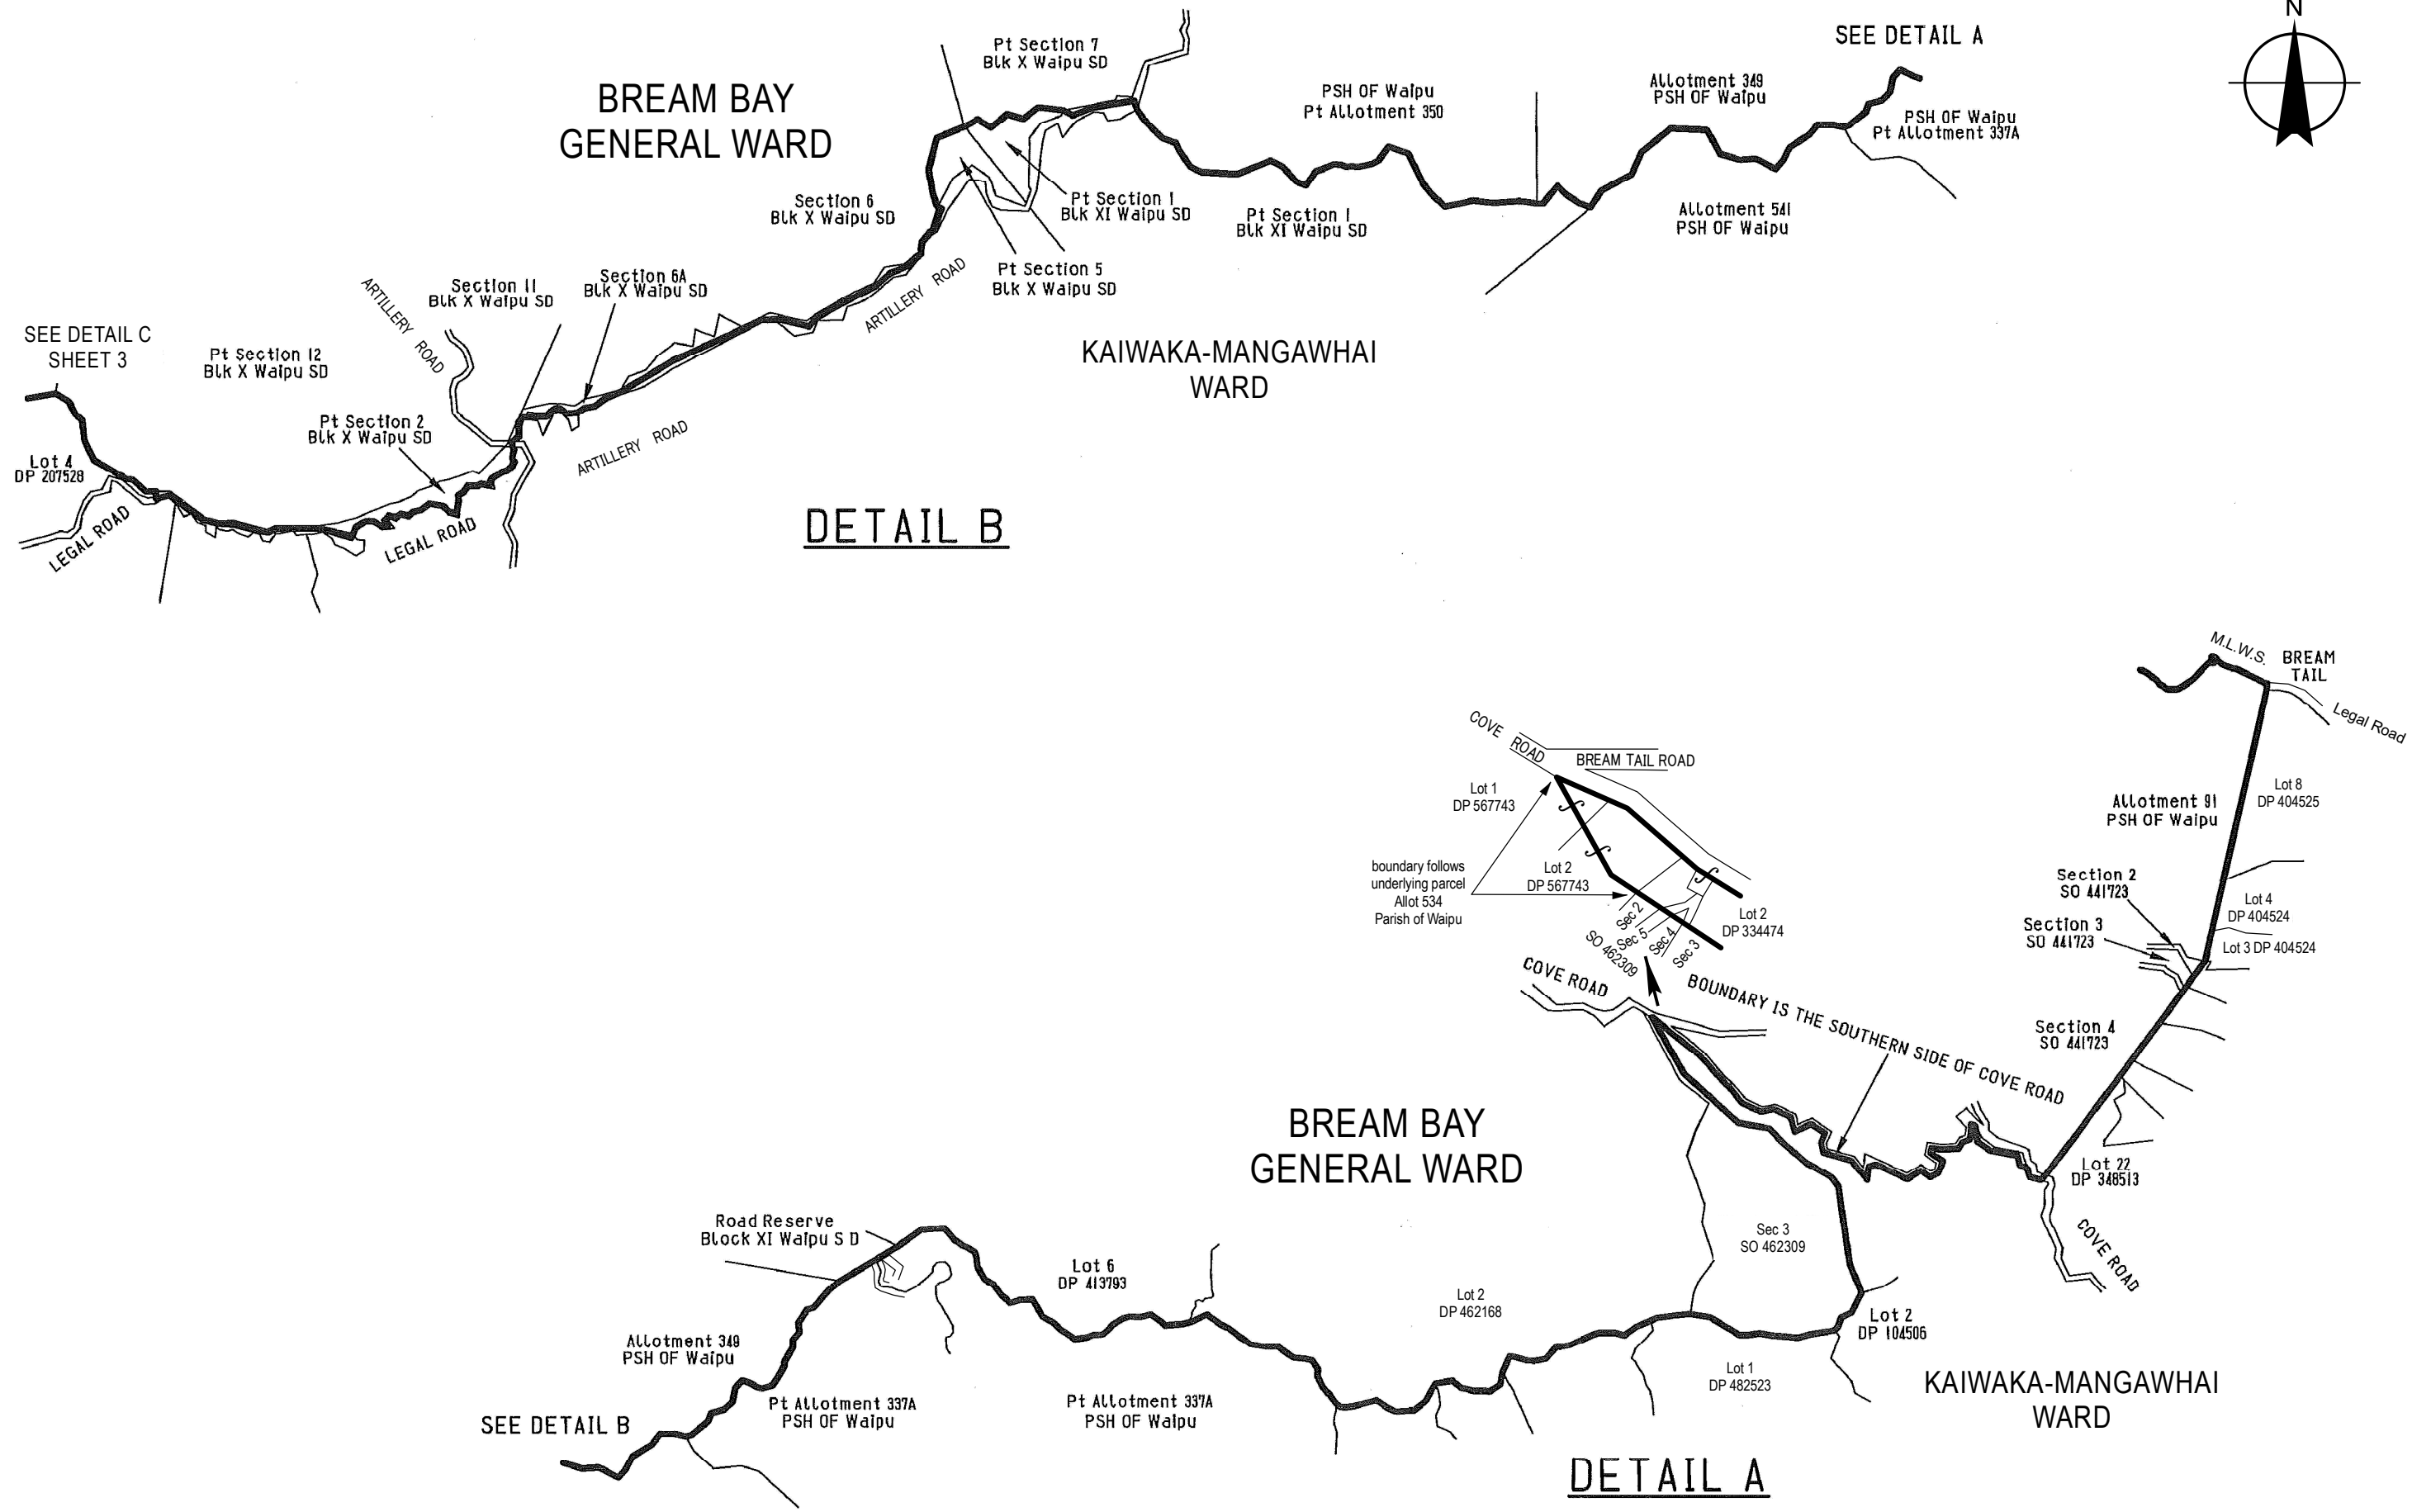 N
SEE DETAIL A
Pt Section 7
Blk X Waipu SD
BREAM BAY
GENERAL WARD
PSH OF Waipu
Pt Allotment 350
Allotment 349
PSH OF Waipu
PSH OF Waipu
Pt Allotment 337A
Section 6
Blk X Waipu SD
Pt Section 1
Blk XI Waipu SD
Pt Section 1
Blk XI Waipu SD
Allotment 541
PSH OF Waipu
Pt Section 5
Blk X Waipu SD
ARTILLERY ROAD
Section 11
Blk X Waipu SD
Section 6A
Blk X Waipu SD
ARTILLERY ROAD
SEE DETAIL C
SHEET 3
Pt Section 12
Blk X Waipu SD
KAIWAKA-MANGAWHAI
WARD
Pt Section 2
Blk X Waipu SD
ARTILLERY ROAD
Lot 4
DP 207528
LEGAL ROAD
LEGAL ROAD
DETAIL B
M.L.W.S.
BREAM
TAIL
Legal Road
COVE ROAD
BREAM TAIL ROAD
Lot 1
DP 567743
Lot 8
DP 404525
Allotment 91
PSH OF Waipu
boundary follows
underlying parcel
Allot 534
Parish of Waipu
Lot 2
DP 567743
Section 2
SO 441723
Lot 4
DP 404524
Sec 2
Sec 5
Sec 4
Sec 3
SO 462309
Lot 2
DP 334474
Section 3
SO 441723
Lot 3 DP 404524
COVE ROAD
BOUNDARY IS THE SOUTHERN SIDE OF COVE ROAD
Section 4
SO 441723
BREAM BAY
GENERAL WARD
Lot 22
DP 348513
COVE ROAD
Road Reserve
Block XI Waipu S D
Sec 3
SO 462309
Lot 6
DP 413793
Lot 2
DP 462168
Lot 2
DP 104506
Allotment 349
PSH OF Waipu
Lot 1
DP 482523
Pt Allotment 337A
PSH OF Waipu
Pt Allotment 337A
PSH OF Waipu
KAIWAKA-MANGAWHAI
WARD
SEE DETAIL B
DETAIL A